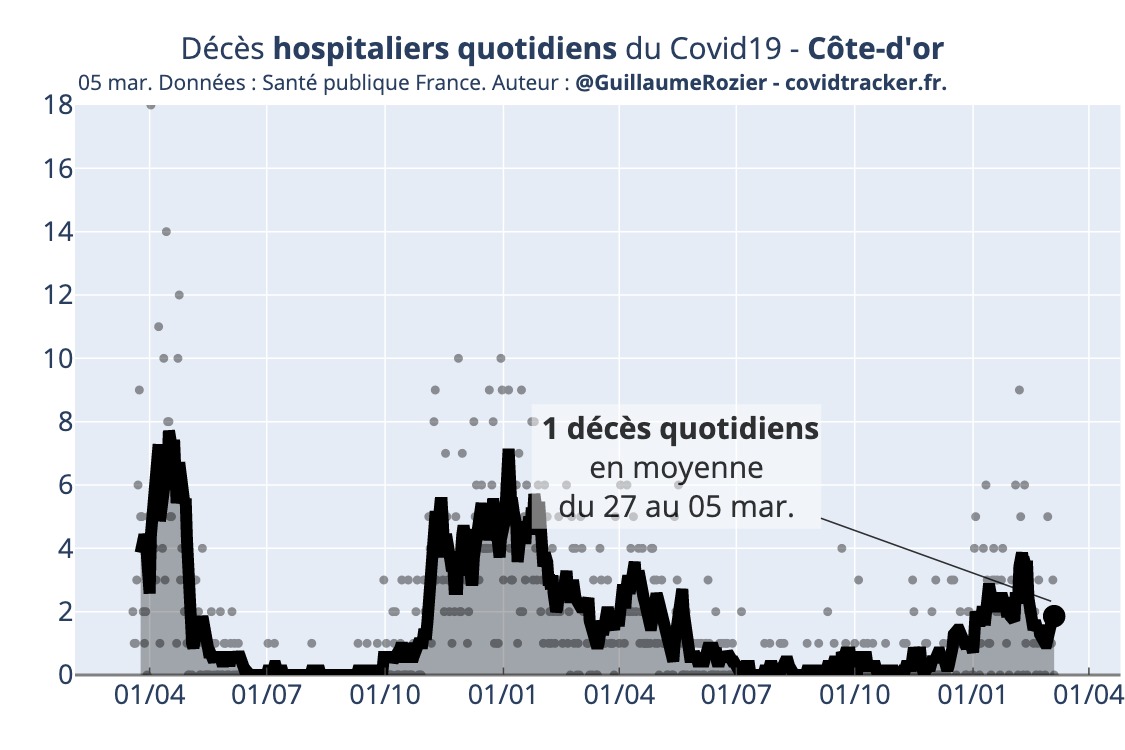 Décès hospitaliers quotidiens du Covid19 - Côte-d'or
05 mar. Données : Santé publique France. Auteur : @GuillaumeRozier - covidtracker.fr.
18
16
14
12
10
8
6
4
2
0
1 décès quotidiens
en moyenne
du 27 au 05 mar.
01/04 01/07 01/10 01/01 01/04 01/07 01/10 01/01 01/04